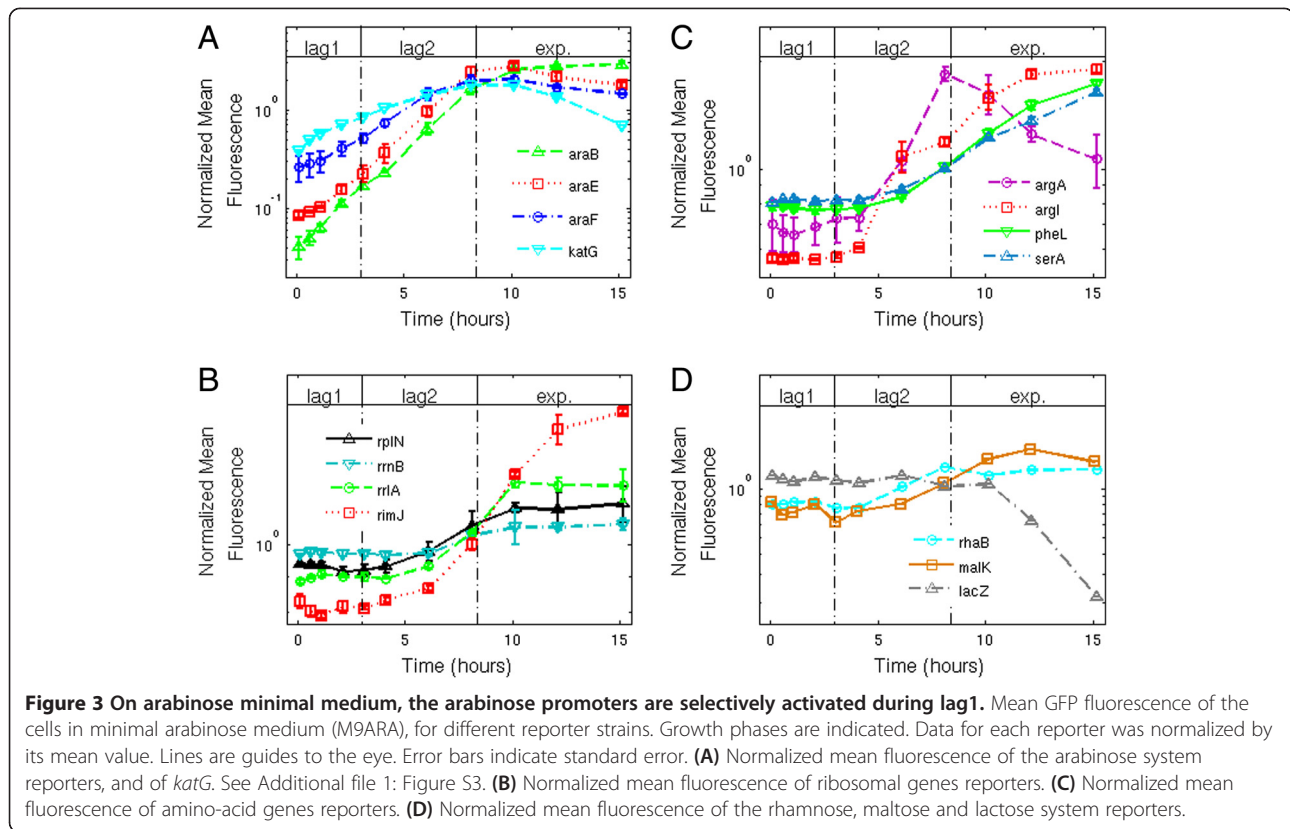 A
lag1 lag2 exp.
Normalized Mean
Fluorescence
10^0
10^-1
araB
araE
araF
katG
0 5 10 15
Time (hours)
C
lag1 lag2 exp.
Normalized Mean
Fluorescence
10^0
argA
argI
pheL
serA
0 5 10 15
Time (hours)
B
lag1 lag2 exp.
Normalized Mean
Fluorescence
10^0
rplN
rrnB
rrlA
rimJ
0 5 10 15
Time (hours)
D
lag1 lag2 exp.
Normalized Mean
Fluorescence
10^0
rhaB
malK
lacZ
0 5 10 15
Time (hours)
Figure 3 On arabinose minimal medium, the arabinose promoters are selectively activated during lag1. Mean GFP fluorescence of the
cells in minimal arabinose medium (M9ARA), for different reporter strains. Growth phases are indicated. Data for each reporter was normalized by
its mean value. Lines are guides to the eye. Error bars indicate standard error. (A) Normalized mean fluorescence of the arabinose system
reporters, and of katG. See Additional file 1: Figure S3. (B) Normalized mean fluorescence of ribosomal genes reporters. (C) Normalized mean
fluorescence of amino-acid genes reporters. (D) Normalized mean fluorescence of the rhamnose, maltose and lactose system reporters.